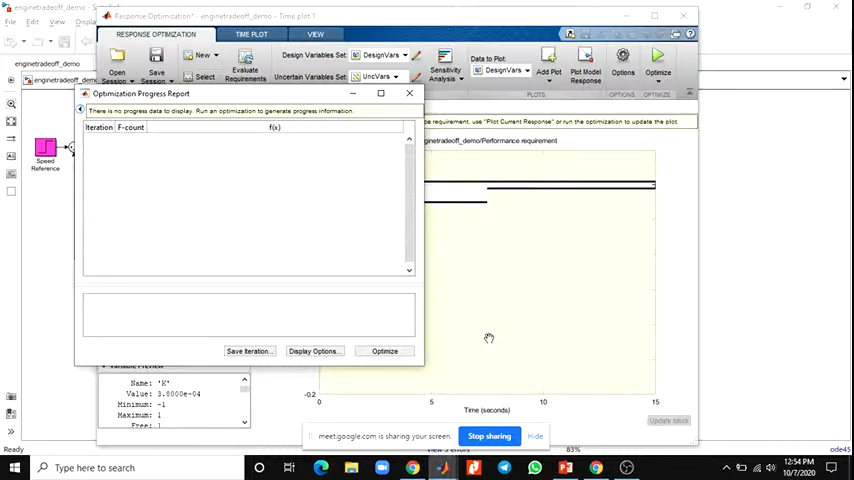 enginetradeoff_demo - Simulink
File Edit View Display
Response Optimization* - enginetradeoff_demo - Time plot 1
RESPONSE OPTIMIZATION TIME PLOT VIEW
enginetradeoff_demo
enginetradeoff_demo
Open Session
Save Session
New
Select
Evaluate Requirements
Design Variables Set: DesignVars
Uncertain Variables Set: UncVars
Sensitivity Analysis
Data to Plot:
DesignVars
Add Plot
Plot Model Response
Options
Optimize
PLOTS OPTIONS OPTIMIZE
Optimization Progress Report
There is no progress data to display. Run an optimization to generate progress information.
be requirement, use "Plot Current Response" or run the optimization to update the plot.
Iteration F-count f(x)
nginetradeoff_demo/Performance requirement
Speed Reference
Save Iteration... Display Options... Optimize
Variable Preview
Name: 'K'
Value: 3.8000e-04
Minimum: -1
Maximum: 1
Free: 1
-0.2
0 5 10 15
Time (seconds)
Update block
meet.google.com is sharing your screen. Stop sharing Hide
Ready View 5 errors 83% ode45
Type here to search
12:54 PM
10/7/2020